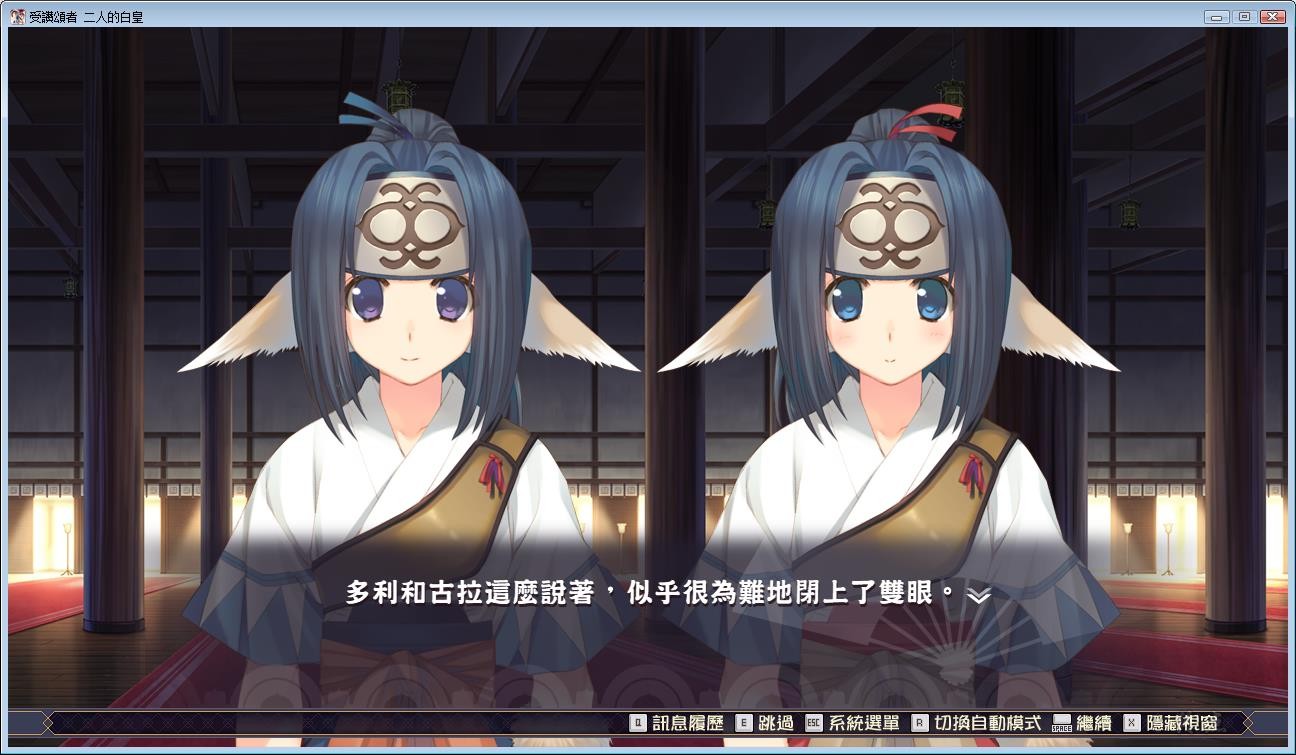 受讃頌者 二人的白皇
多利和古拉這麼說著，似乎很為難地閉上了雙眼。
Q 訊息履歷 E 跳過 ESC 系統選單 R 切換自動模式 SPACE 繼續 X 隱藏視窗